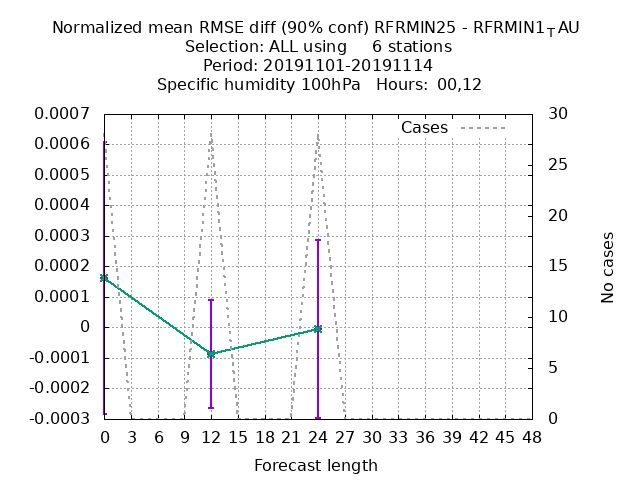 Normalized mean RMSE diff (90% conf) RFRMIN25 - RFRMIN1_TAU
Selection: ALL using     6 stations
Period: 20191101-20191114
Specific humidity 100hPa   Hours:  00,12
Cases
0.0007
0.0006
0.0005
0.0004
0.0003
0.0002
0.0001
0
-0.0001
-0.0002
-0.0003
30
25
20
15
10
5
0
No cases
0 3 6 9 12 15 18 21 24 27 30 33 36 39 42 45 48
Forecast length